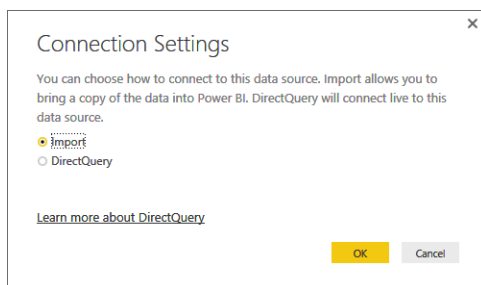 Connection Settings
You can choose how to connect to this data source. Import allows you to
bring a copy of the data into Power BI. DirectQuery will connect live to this
data source.
Import
DirectQuery
Learn more about DirectQuery
OK Cancel